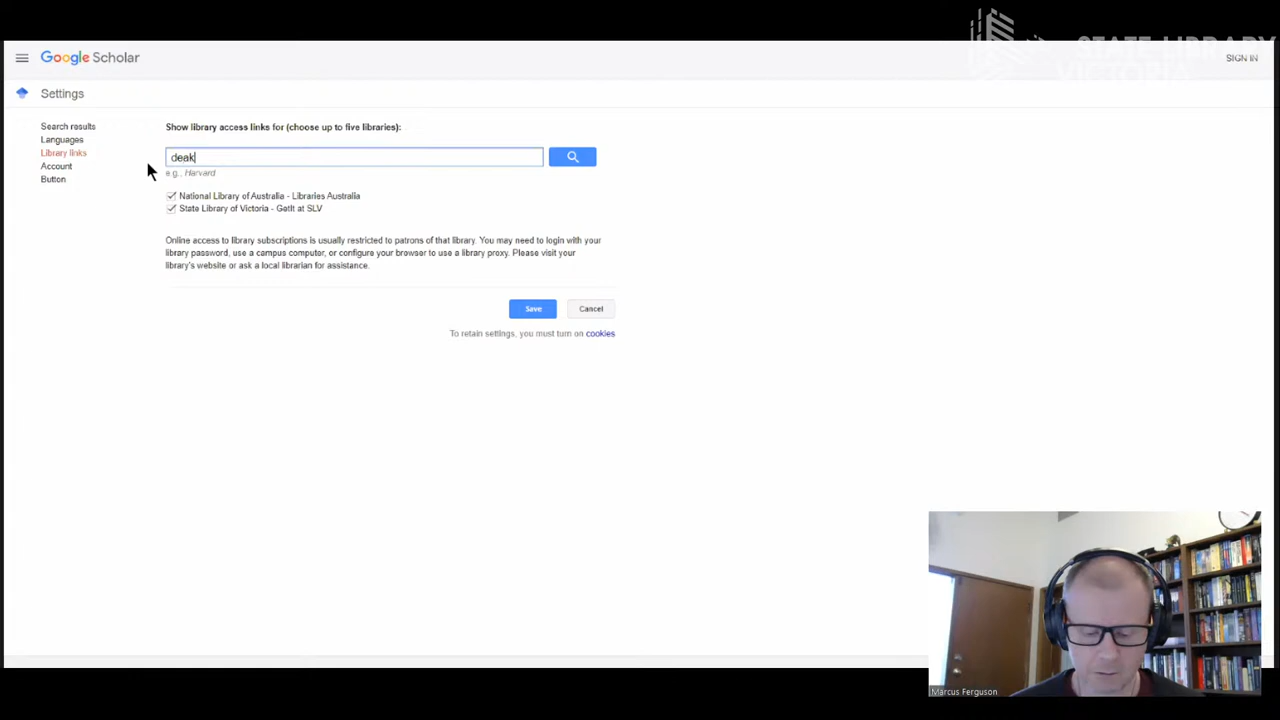 STATE LIBRARY
VICTORIA
Google Scholar
SIGN IN
Settings
Search results
Languages
Library links
Account
Button
Show library access links for (choose up to five libraries):
deak
e.g., Harvard
National Library of Australia - Libraries Australia
State Library of Victoria - GetIt at SLV
Online access to library subscriptions is usually restricted to patrons of that library. You may need to login with your
library password, use a campus computer, or configure your browser to use a library proxy. Please visit your
library's website or ask a local librarian for assistance.
Save
Cancel
To retain settings, you must turn on cookies
Marcus Ferguson